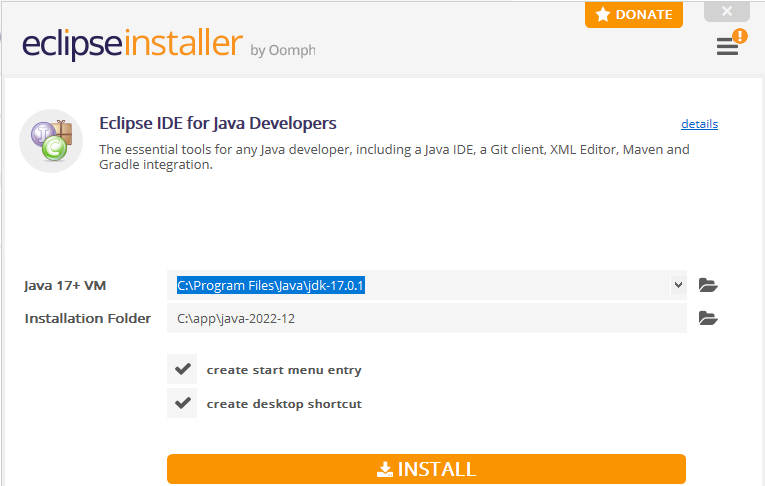 DONATE
eclipseinstaller by Oomph
Eclipse IDE for Java Developers
details
The essential tools for any Java developer, including a Java IDE, a Git client, XML Editor, Maven and
Gradle integration.
Java 17+ VM
C:\Program Files\Java\jdk-17.0.1
Installation Folder
C:\app\java-2022-12
create start menu entry
create desktop shortcut
INSTALL